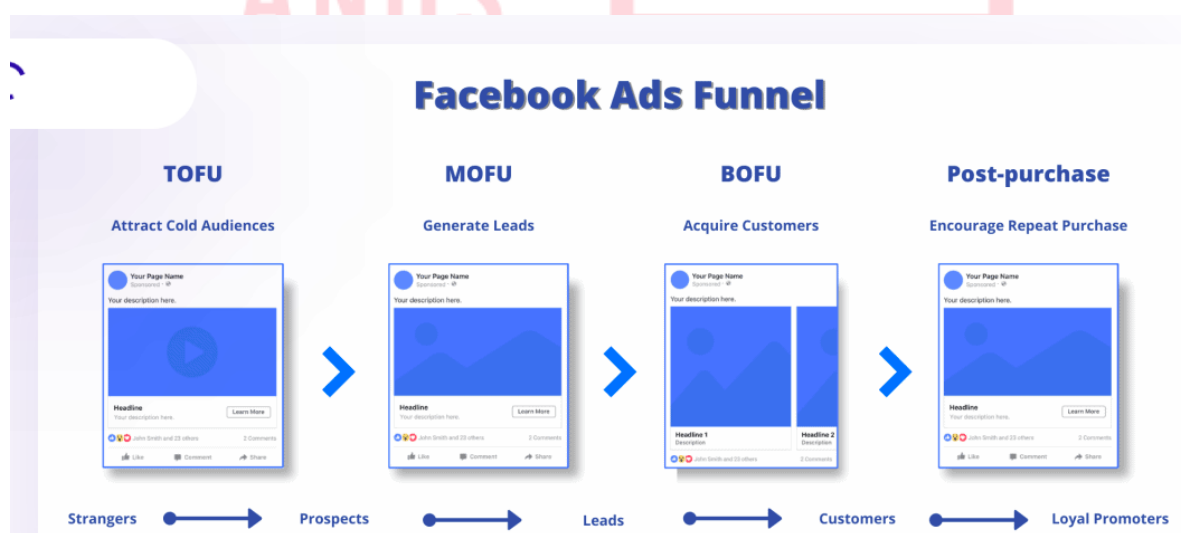 Facebook Ads Funnel
TOFU
Attract Cold Audiences
Your Page Name
Sponsored ·
Your description here.
Headline
Your description here.
Learn More
John Smith and 23 others
2 Comments
Like
Comment
Share
MOFU
Generate Leads
Your Page Name
Sponsored ·
Your description here.
Headline
Your description here.
Learn More
John Smith and 23 others
2 Comments
Like
Comment
Share
BOFU
Acquire Customers
Your Page Name
Sponsored ·
Your description here.
Headline 1
Description
Headline 2
Description
John Smith and 23 others
2 Comments
Post-purchase
Encourage Repeat Purchase
Your Page Name
Sponsored ·
Your description here.
Headline
Your description here.
Learn More
John Smith and 23 others
2 Comments
Like
Comment
Share
Strangers
Prospects
Leads
Customers
Loyal Promoters